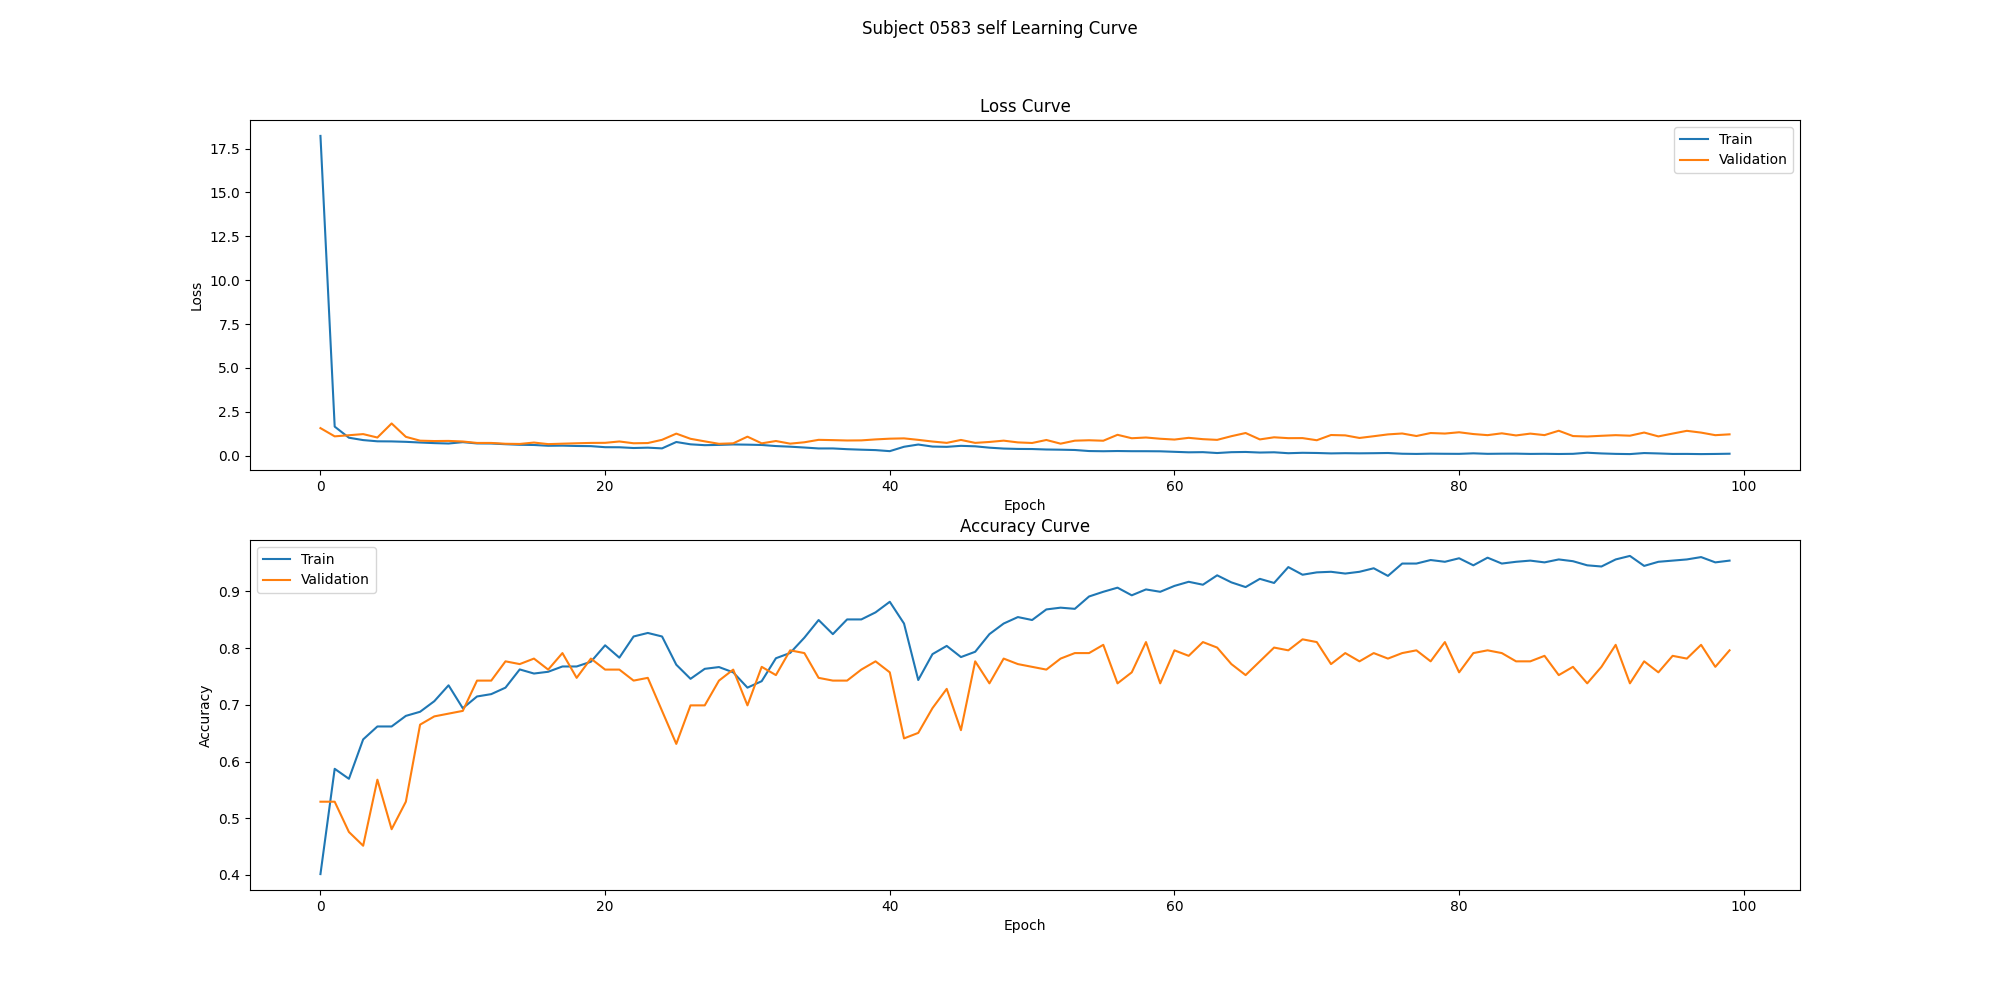 Subject 0583 self Learning Curve
Loss Curve
17.5
15.0
12.5
10.0
7.5
5.0
2.5
0.0
Loss
Train
Validation
0 20 40 60 80 100
Epoch
Accuracy Curve
Train
Validation
0.9
0.8
0.7
0.6
0.5
0.4
Accuracy
0 20 40 60 80 100
Epoch